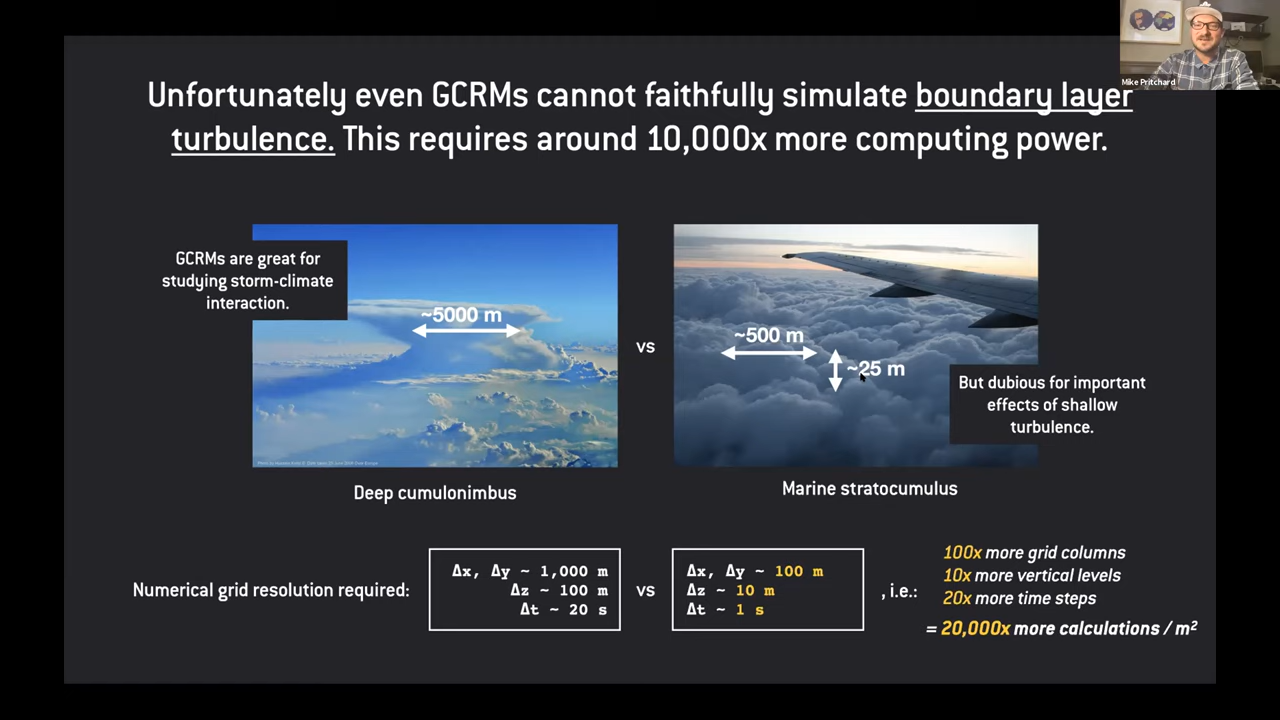 Mike Pritchard
Unfortunately even GCRMs cannot faithfully simulate boundary layer
turbulence. This requires around 10,000x more computing power.
GCRMs are great for
studying storm-climate
interaction.
~5000 m
vs
~500 m
~25 m
But dubious for important
effects of shallow
turbulence.
Deep cumulonimbus
Marine stratocumulus
Numerical grid resolution required:
Δx, Δy ~ 1,000 m
Δz ~ 100 m
Δt ~ 20 s
vs
Δx, Δy ~ 100 m
Δz ~ 10 m
Δt ~ 1 s
, i.e.:
100x more grid columns
10x more vertical levels
20x more time steps
= 20,000x more calculations / m²